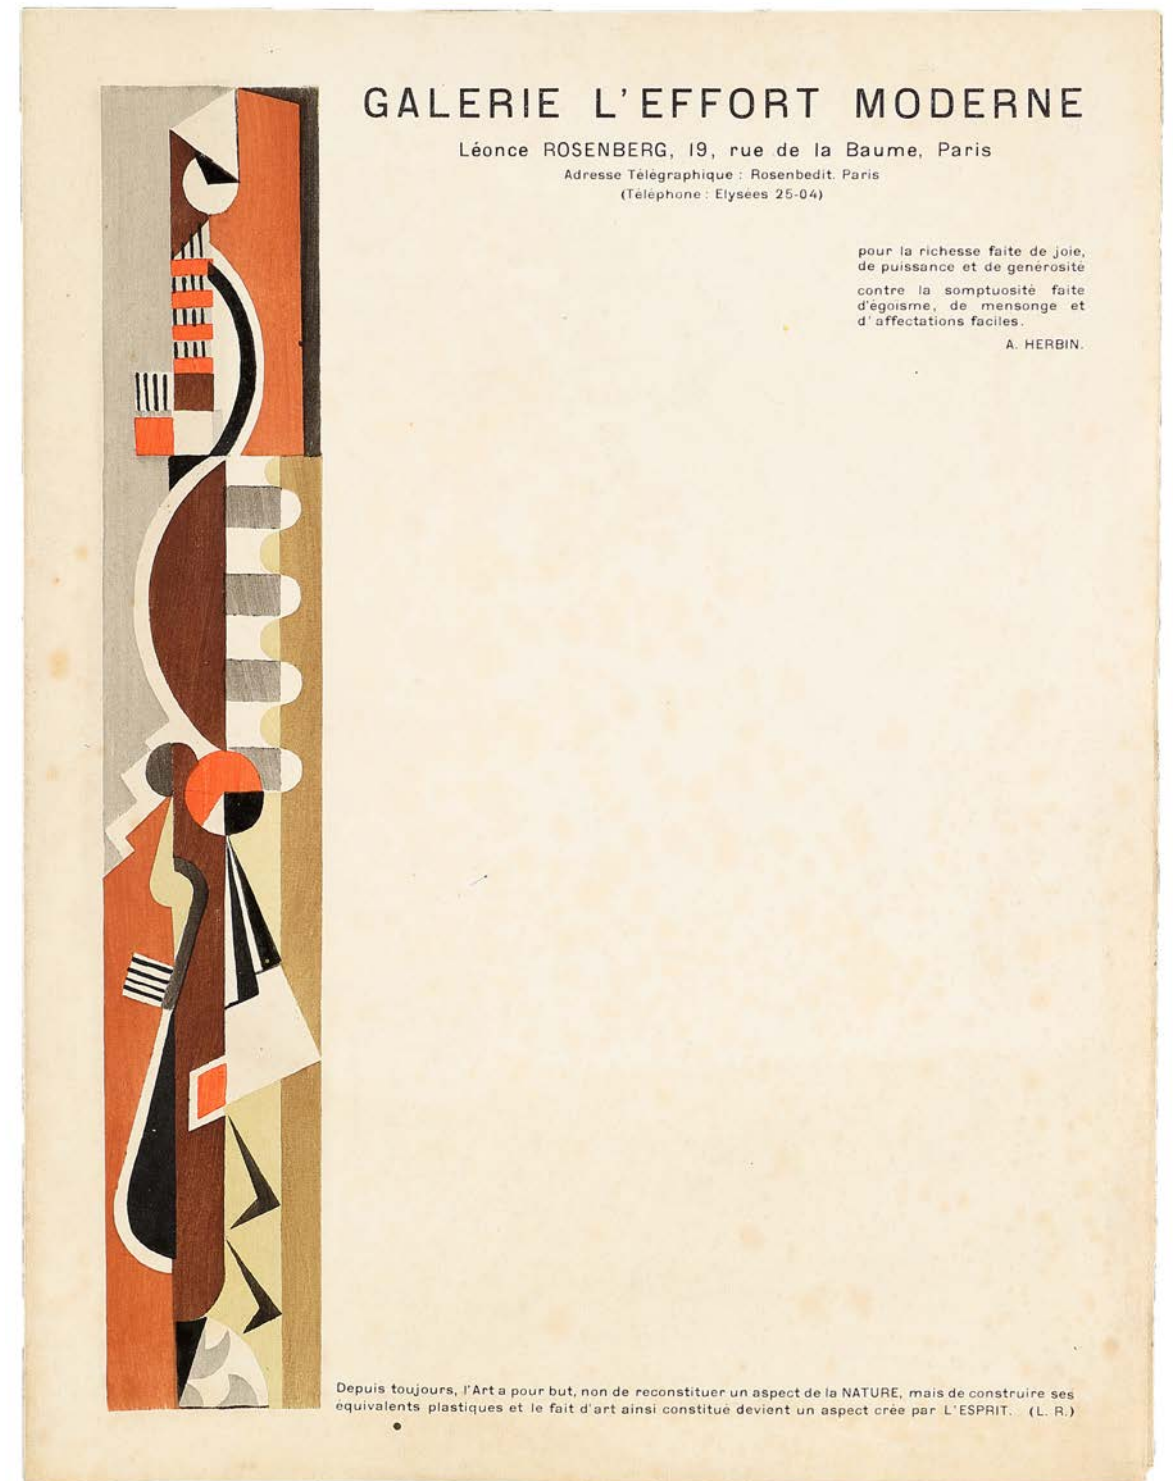 GALERIE L'EFFORT MODERNE
Léonce ROSENBERG, 19, rue de la Baume, Paris
Adresse Télégraphique : Rosenbedit. Paris
(Téléphone : Elysées 25-04)
pour la richesse faite de joie,
de puissance et de générosité
contre la somptuosité faite
d'égoisme, de mensonge et
d'affectations faciles.
A. HERBIN.
Depuis toujours, l'Art a pour but, non de reconstituer un aspect de la NATURE, mais de construire ses
équivalents plastiques et le fait d'art ainsi constitué devient un aspect crée par L'ESPRIT. (L. R.)